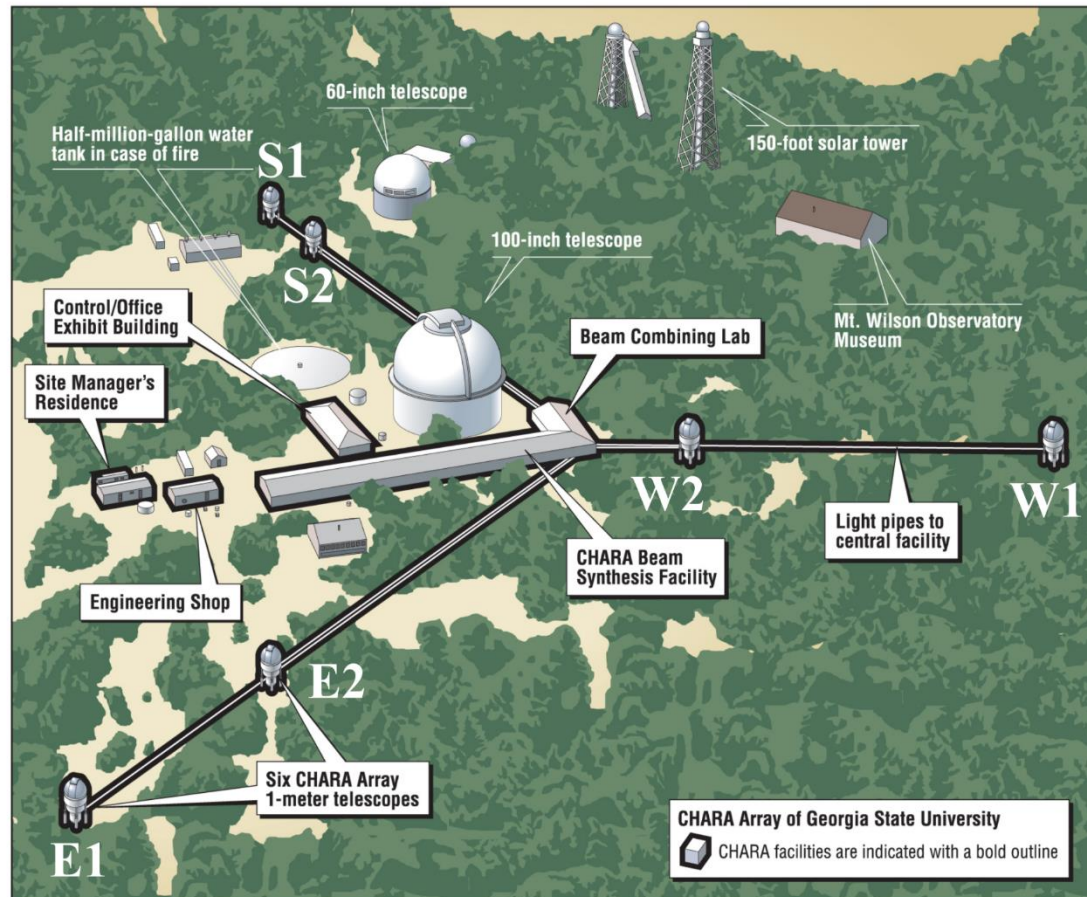 60-inch telescope
Half-million-gallon water
tank in case of fire
S1
150-foot solar tower
S2
100-inch telescope
Control/Office
Exhibit Building
Beam Combining Lab
Mt. Wilson Observatory
Museum
Site Manager's
Residence
W2
W1
Light pipes to
central facility
CHARA Beam
Synthesis Facility
Engineering Shop
E2
Six CHARA Array
1-meter telescopes
E1
CHARA Array of Georgia State University
CHARA facilities are indicated with a bold outline